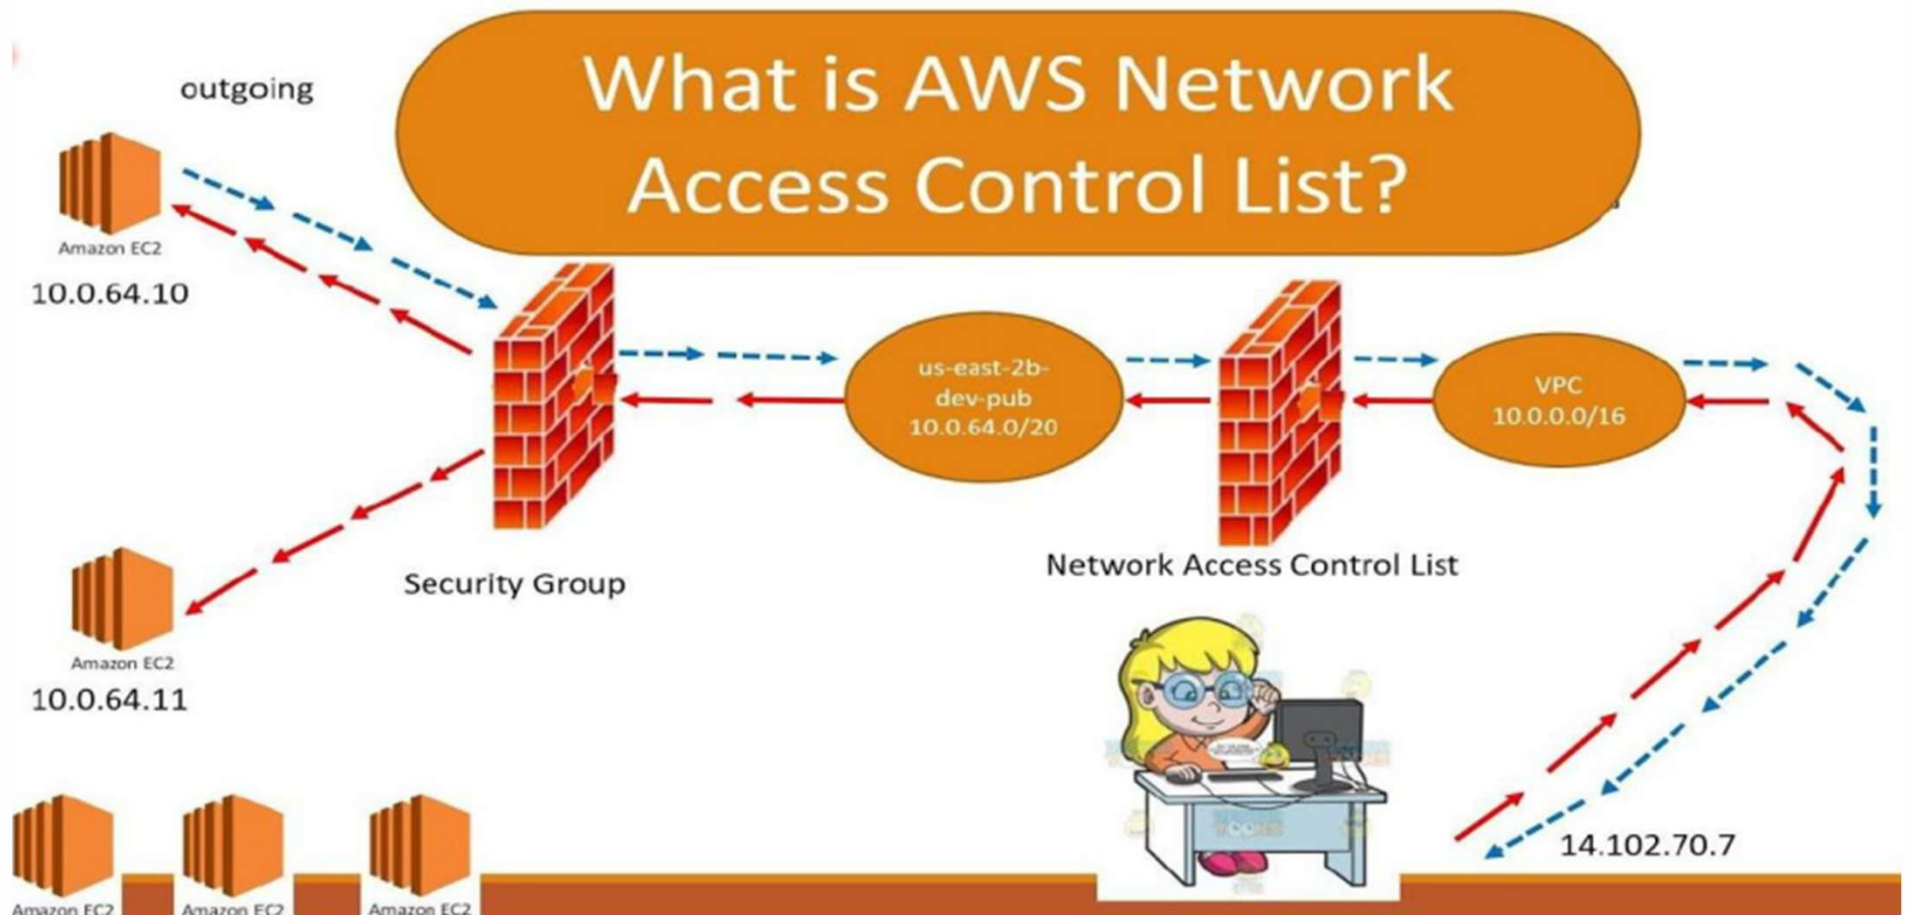 What is AWS Network
Access Control List?
outgoing
Amazon EC2
10.0.64.10
us-east-2b-
dev-pub
10.0.64.0/20
VPC
10.0.0.0/16
Security Group
Network Access Control List
Amazon EC2
10.0.64.11
14.102.70.7
Amazon EC2
Amazon EC2
Amazon EC2